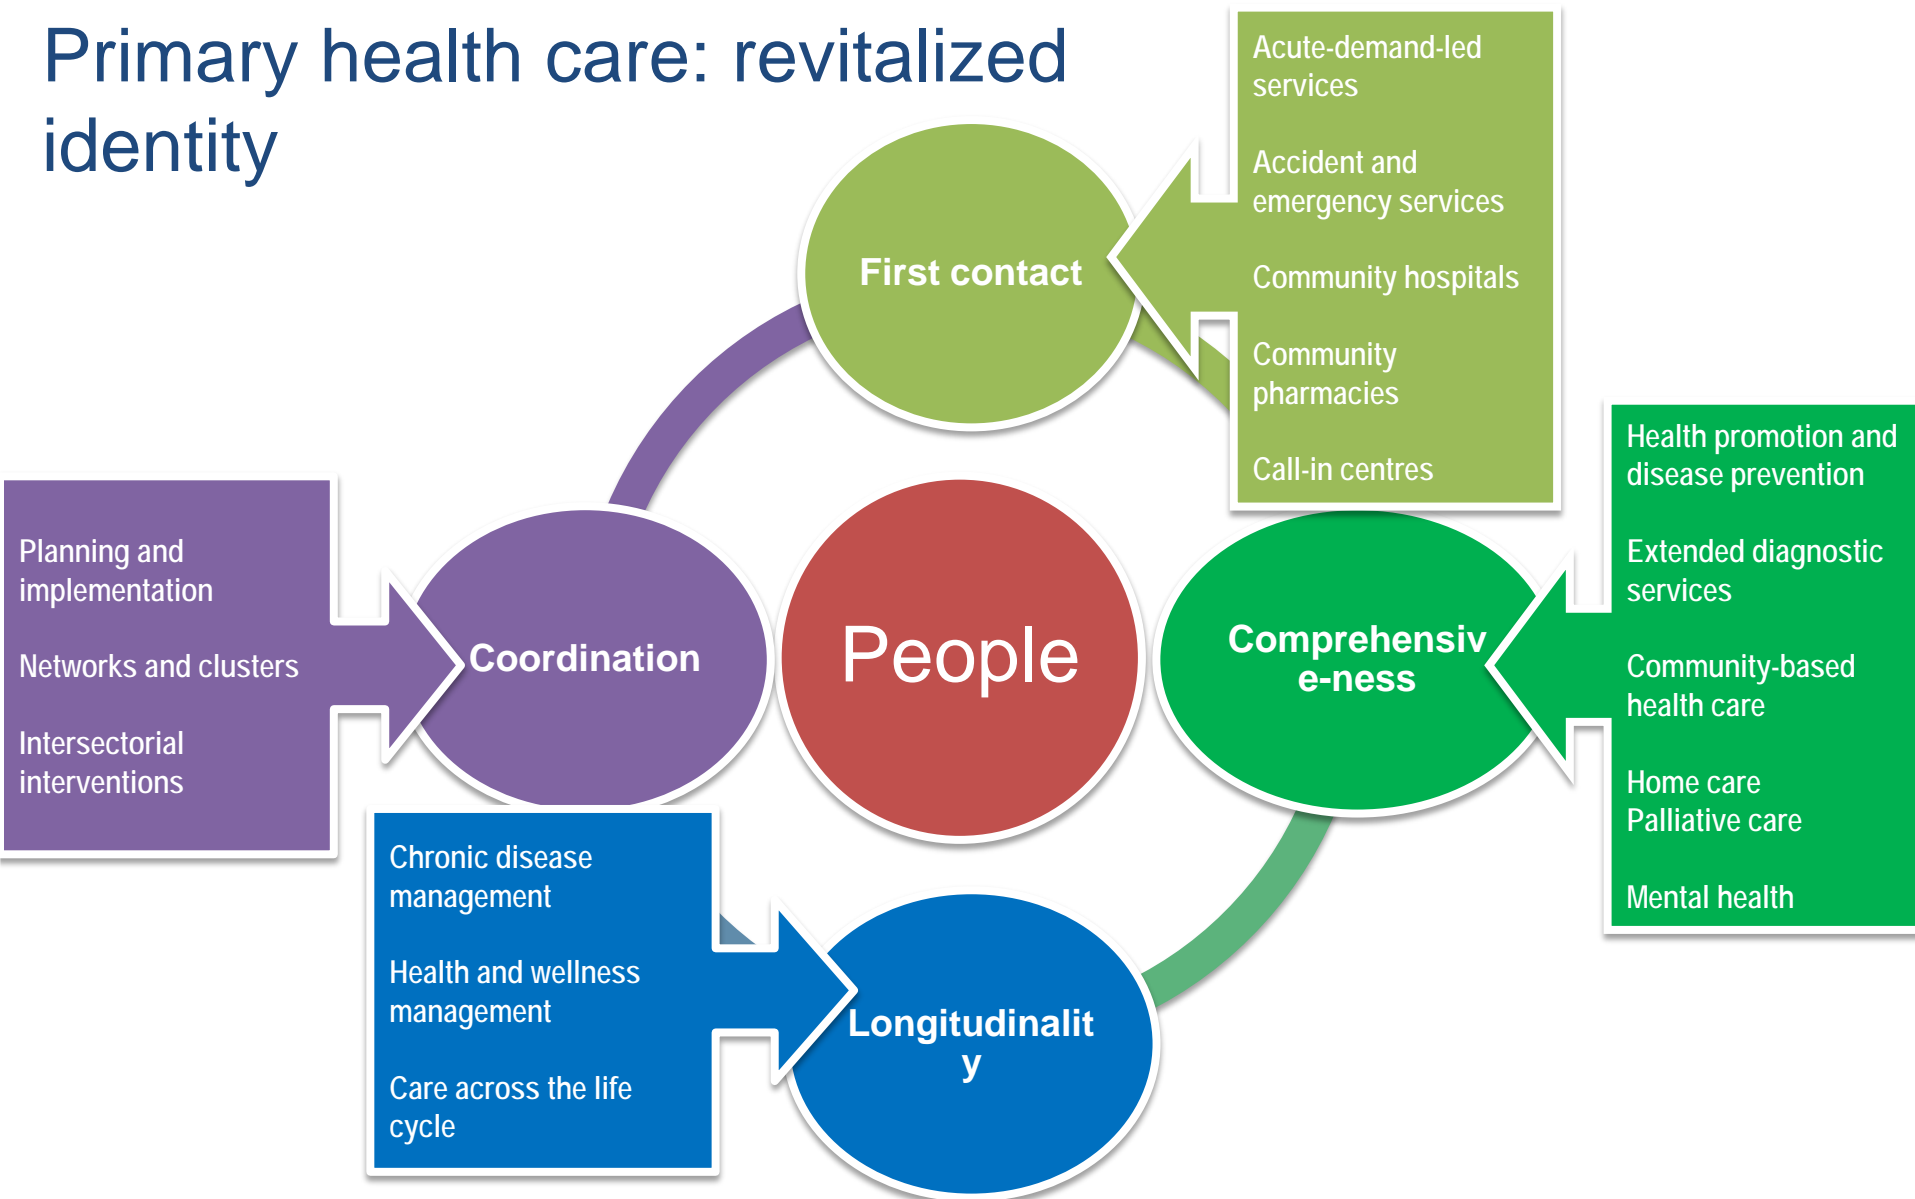 Primary health care: revitalized
identity
Acute-demand-led
services
Accident and
emergency services
Community hospitals
Community
pharmacies
Call-in centres
First contact
Health promotion and
disease prevention
Extended diagnostic
services
Community-based
health care
Home care
Palliative care
Mental health
Planning and
implementation
Networks and clusters
Intersectorial
interventions
Coordination
People
Comprehensiv
e-ness
Chronic disease
management
Health and wellness
management
Care across the life
cycle
Longitudinalit
y